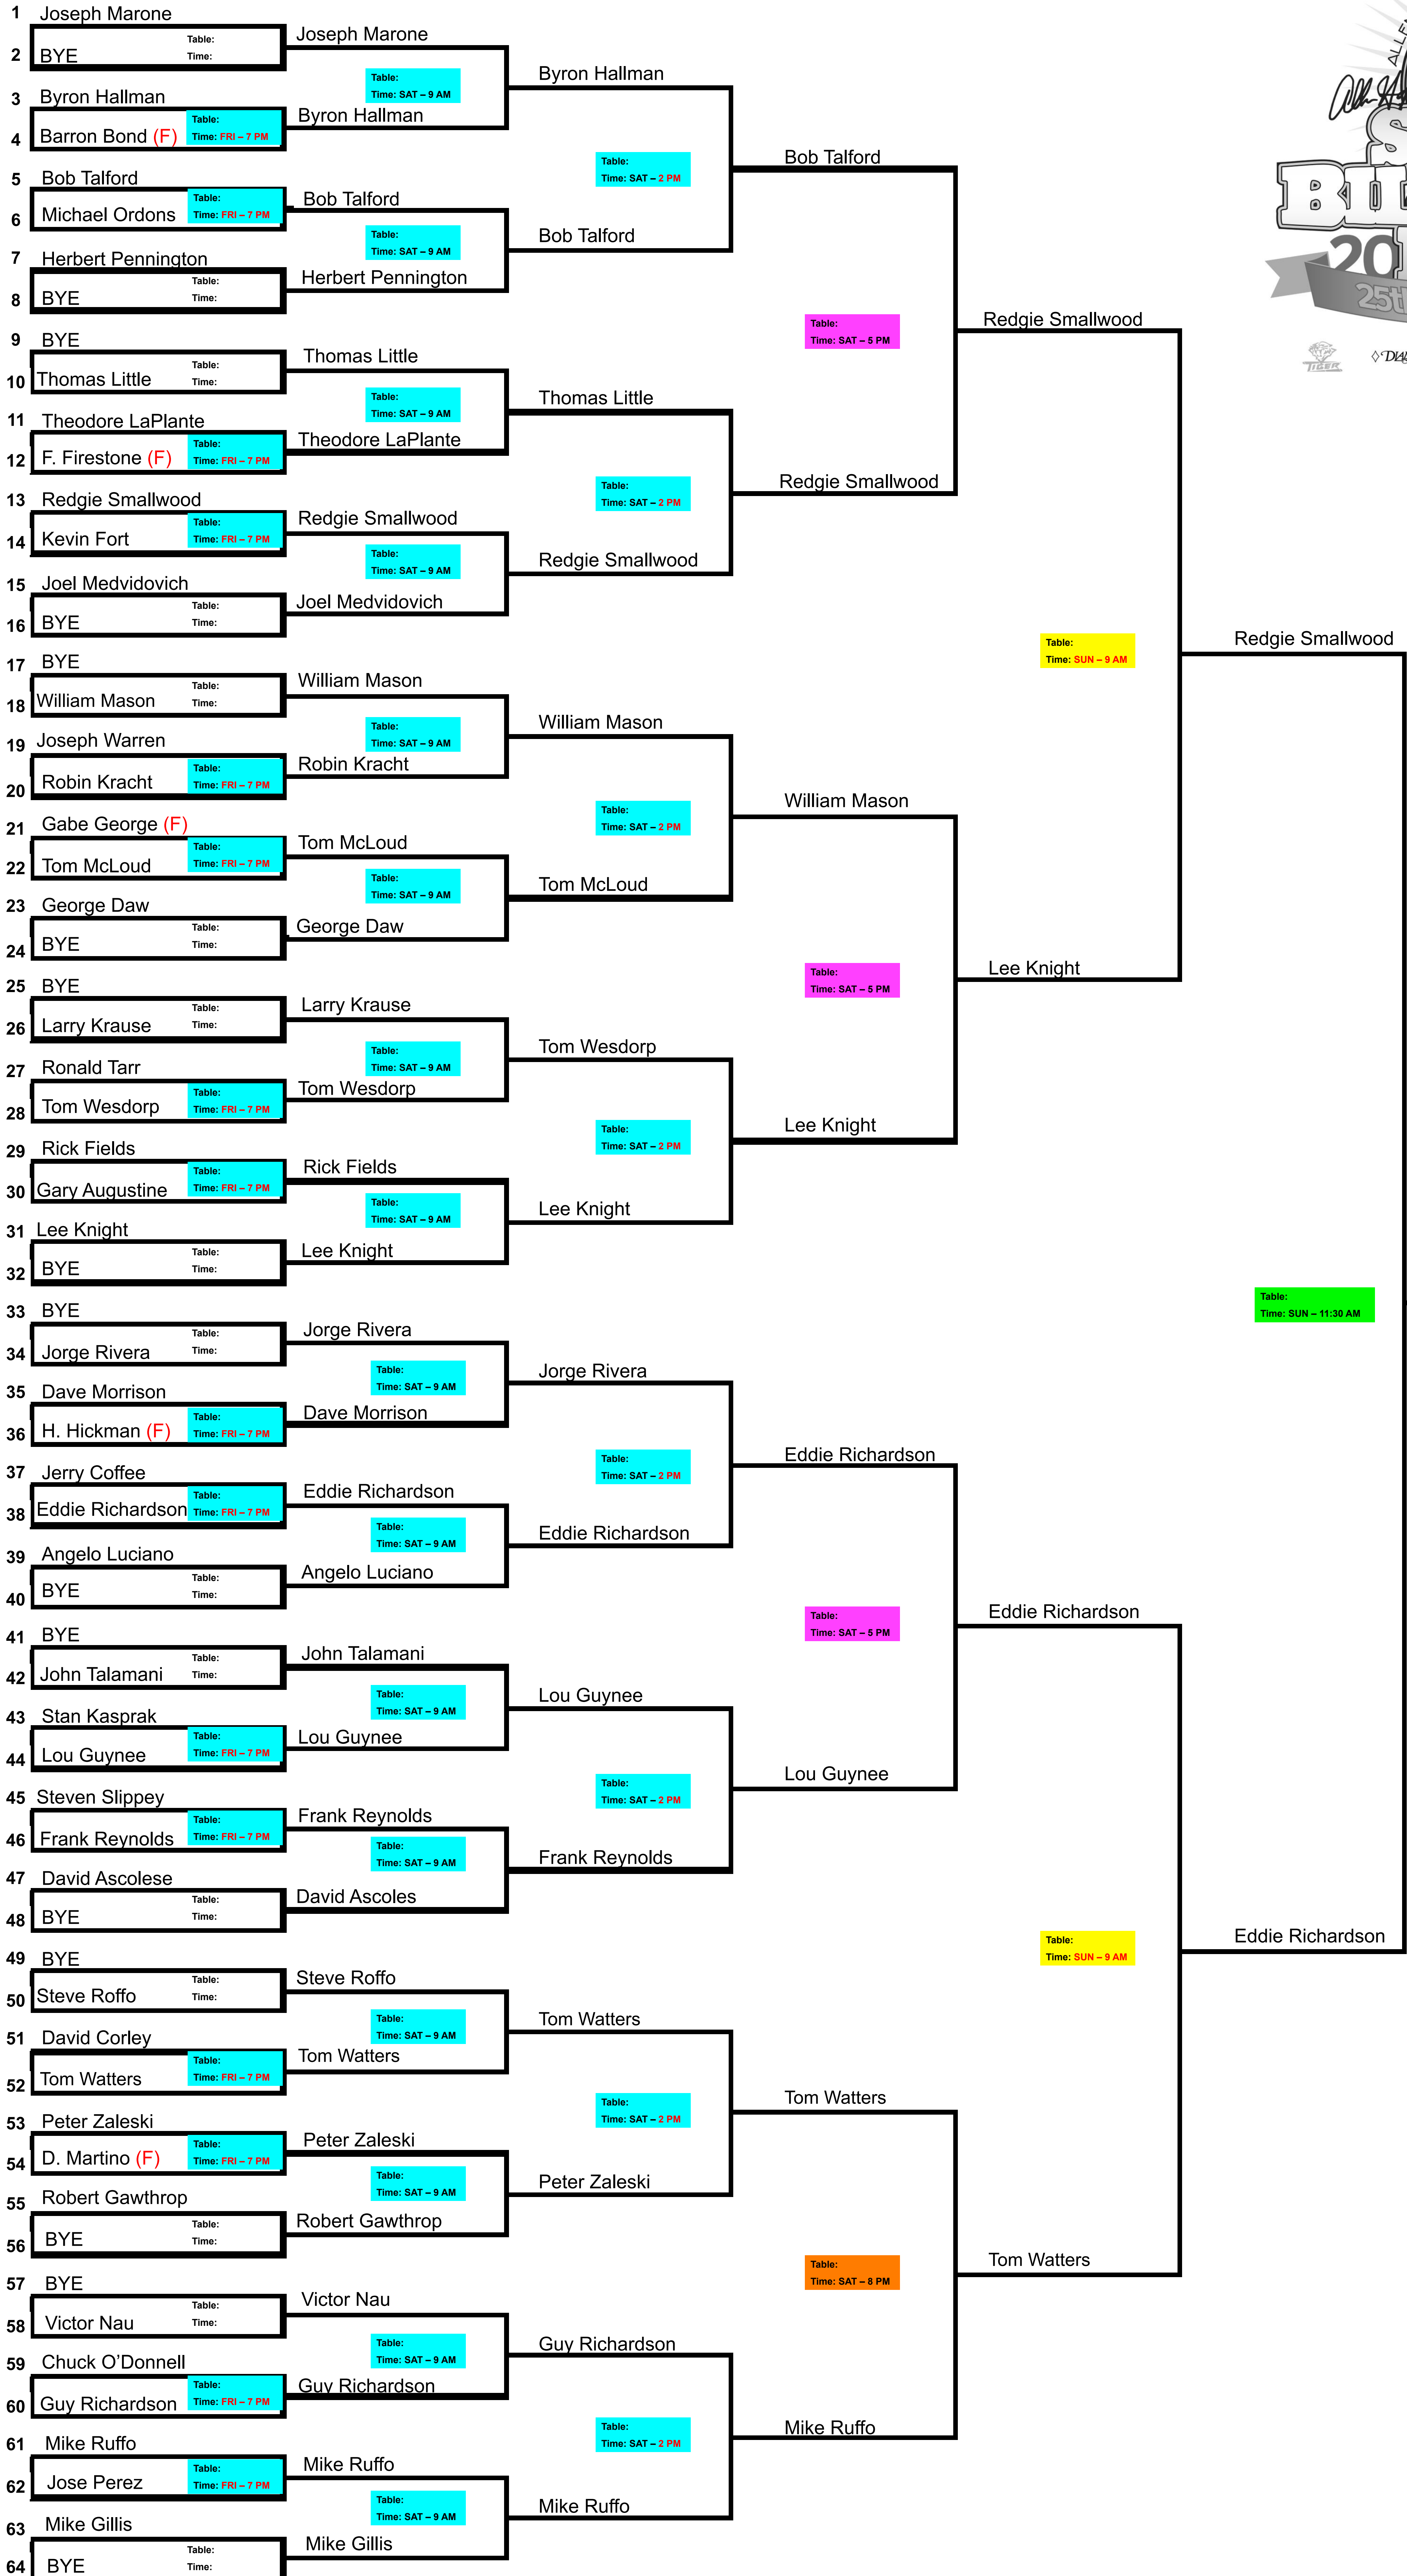 1 Joseph Marone
Table:
2 BYE Time:
Joseph Marone
Table:
Time: SAT – 9 AM
3 Byron Hallman
Byron Hallman
Table:
4 Barron Bond (F) Time: FRI – 7 PM
Byron Hallman
Table:
Time: SAT – 2 PM
Bob Talford
5 Bob Talford
Table:
6 Michael Ordons Time: FRI – 7 PM
Bob Talford
Table:
Time: SAT – 9 AM
Bob Talford
7 Herbert Pennington
Herbert Pennington
Table:
8 BYE Time:
Table:
Time: SAT – 5 PM
Redgie Smallwood
9 BYE
Table:
10 Thomas Little Time:
Thomas Little
Table:
Time: SAT – 9 AM
Thomas Little
11 Theodore LaPlante
Theodore LaPlante
Table:
12 F. Firestone (F) Time: FRI – 7 PM
Table:
Time: SAT – 2 PM
Redgie Smallwood
13 Redgie Smallwood
Redgie Smallwood
Table:
14 Kevin Fort Time: FRI – 7 PM
Table:
Time: SAT – 9 AM
Redgie Smallwood
15 Joel Medvidovich
Joel Medvidovich
Table:
16 BYE Time:
Table:
Time: SUN – 9 AM
Redgie Smallwood
17 BYE
Table:
18 William Mason Time:
William Mason
Table:
Time: SAT – 9 AM
William Mason
19 Joseph Warren
Robin Kracht
Table:
20 Robin Kracht Time: FRI – 7 PM
Table:
Time: SAT – 2 PM
William Mason
21 Gabe George (F)
Table:
22 Tom McLoud Time: FRI – 7 PM
Tom McLoud
Table:
Time: SAT – 9 AM
Tom McLoud
23 George Daw
George Daw
Table:
24 BYE Time:
Table:
Time: SAT – 5 PM
Lee Knight
25 BYE
Table:
26 Larry Krause Time:
Larry Krause
Table:
Time: SAT – 9 AM
Tom Wesdorp
27 Ronald Tarr
Tom Wesdorp
Table:
28 Tom Wesdorp Time: FRI – 7 PM
Table:
Time: SAT – 2 PM
Lee Knight
29 Rick Fields
Rick Fields
Table:
30 Gary Augustine Time: FRI – 7 PM
Table:
Time: SAT – 9 AM
Lee Knight
31 Lee Knight
Lee Knight
Table:
32 BYE Time:
Table:
Time: SUN – 11:30 AM
33 BYE
Table:
34 Jorge Rivera Time:
Jorge Rivera
Table:
Time: SAT – 9 AM
Jorge Rivera
35 Dave Morrison
Dave Morrison
Table:
36 H. Hickman (F) Time: FRI – 7 PM
Table:
Time: SAT – 2 PM
Eddie Richardson
37 Jerry Coffee
Eddie Richardson
Table:
38 Eddie Richardson Time: FRI – 7 PM
Table:
Time: SAT – 9 AM
Eddie Richardson
39 Angelo Luciano
Angelo Luciano
Table:
40 BYE Time:
Table:
Time: SAT – 5 PM
Eddie Richardson
41 BYE
Table:
42 John Talamani Time:
John Talamani
Table:
Time: SAT – 9 AM
Lou Guynee
43 Stan Kasprak
Lou Guynee
Table:
44 Lou Guynee Time: FRI – 7 PM
Table:
Time: SAT – 2 PM
Lou Guynee
45 Steven Slippey
Frank Reynolds
Table:
46 Frank Reynolds Time: FRI – 7 PM
Table:
Time: SAT – 9 AM
Frank Reynolds
47 David Ascolese
David Ascoles
Table:
48 BYE Time:
Table:
Time: SUN – 9 AM
Eddie Richardson
49 BYE
Table:
50 Steve Roffo Time:
Steve Roffo
Table:
Time: SAT – 9 AM
Tom Watters
51 David Corley
Tom Watters
Table:
52 Tom Watters Time: FRI – 7 PM
Table:
Time: SAT – 2 PM
Tom Watters
53 Peter Zaleski
Peter Zaleski
Table:
54 D. Martino (F) Time: FRI – 7 PM
Table:
Time: SAT – 9 AM
Peter Zaleski
55 Robert Gawthrop
Robert Gawthrop
Table:
56 BYE Time:
Table:
Time: SAT – 8 PM
Tom Watters
57 BYE
Table:
58 Victor Nau Time:
Victor Nau
Table:
Time: SAT – 9 AM
Guy Richardson
59 Chuck O'Donnell
Guy Richardson
Table:
60 Guy Richardson Time: FRI – 7 PM
Table:
Time: SAT – 2 PM
Mike Ruffo
61 Mike Ruffo
Mike Ruffo
Table:
62 Jose Perez Time: FRI – 7 PM
Table:
Time: SAT – 9 AM
Mike Ruffo
63 Mike Gillis
Mike Gillis
Table:
64 BYE Time:
25th
TIGER